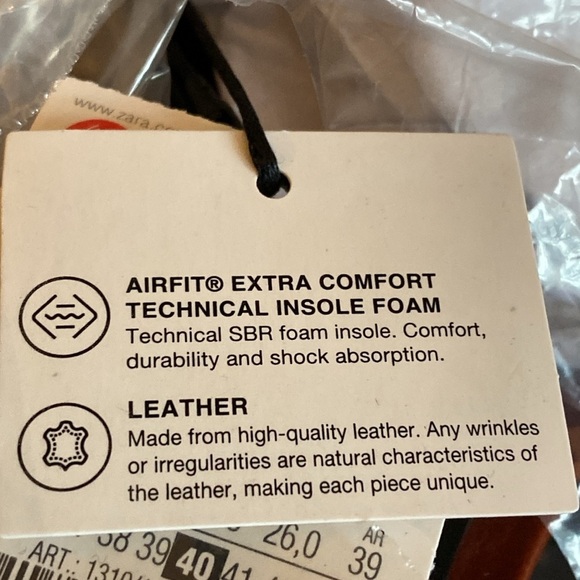 www.zara.c
AIRFIT® EXTRA COMFORT
TECHNICAL INSOLE FOAM
Technical SBR foam insole. Comfort,
durability and shock absorption.
LEATHER
Made from high-quality leather. Any wrinkles
or irregularities are natural characteristics of
the leather, making each piece unique.
38 39 40 41 26,0 AR
39
ART: 1310